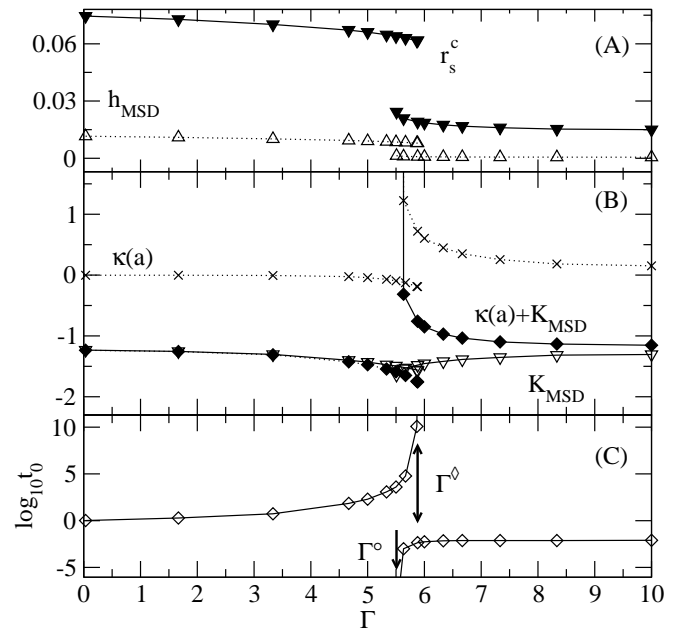 0.06
(A)
r_s^c
0.03
h_MSD
0
(B)
1
κ(a)
0
κ(a)+K_MSD
-1
K_MSD
-2
10
(C)
5
Γ^◊
log_10 t_0
0
Γ°
-5
0 1 2 3 4 5 6 7 8 9 10
Γ